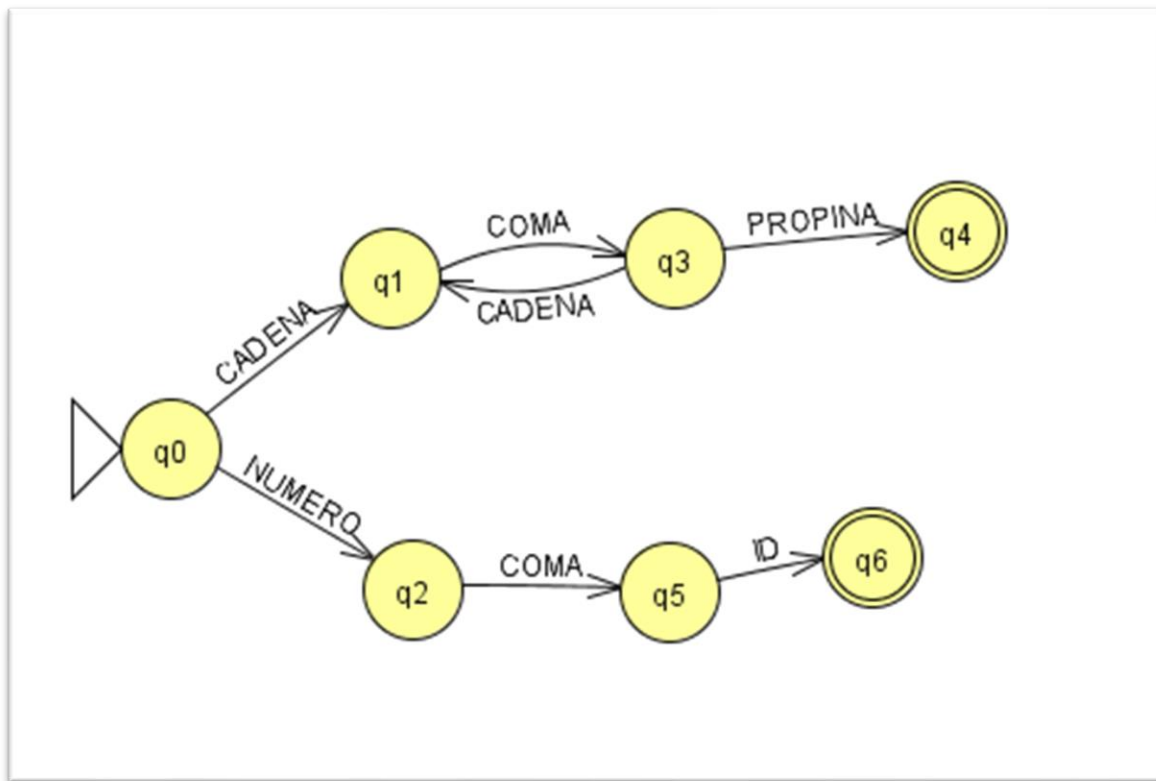 PROPINA
q4
COMA
q3
q1
CADENA
CADENA
q0
NUMERO
ID
q6
COMA
q2
q5